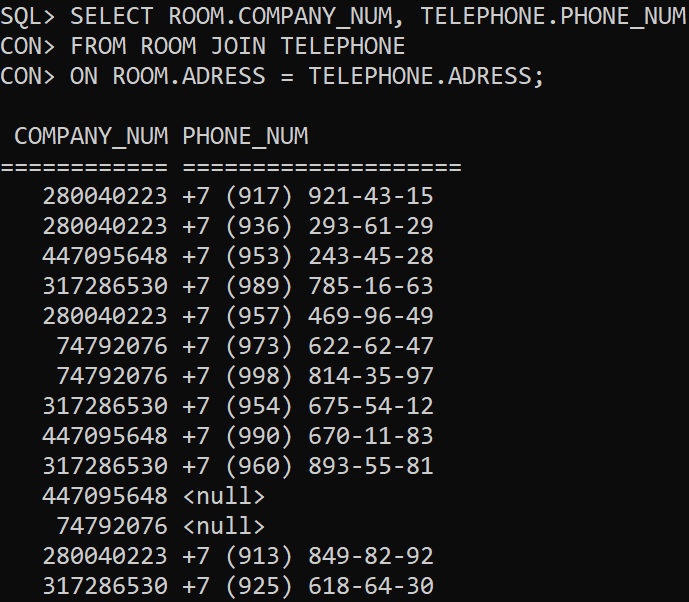 SQL> SELECT ROOM.COMPANY_NUM, TELEPHONE.PHONE_NUM
CON> FROM ROOM JOIN TELEPHONE
CON> ON ROOM.ADRESS = TELEPHONE.ADRESS;
COMPANY_NUM PHONE_NUM
============ ====================
280040223 +7 (917) 921-43-15
280040223 +7 (936) 293-61-29
447095648 +7 (953) 243-45-28
317286530 +7 (989) 785-16-63
280040223 +7 (957) 469-96-49
74792076 +7 (973) 622-62-47
74792076 +7 (998) 814-35-97
317286530 +7 (954) 675-54-12
447095648 +7 (990) 670-11-83
317286530 +7 (960) 893-55-81
447095648 <null>
74792076 <null>
280040223 +7 (913) 849-82-92
317286530 +7 (925) 618-64-30